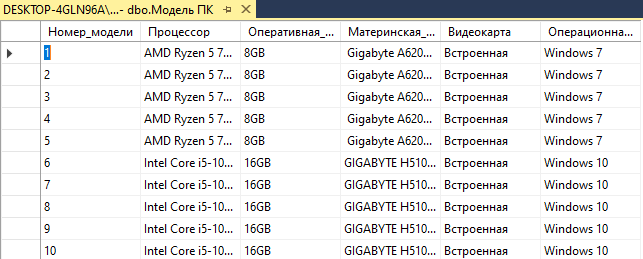 DESKTOP-4GLN96A\...- dbo.Модель ПК
Номер_модели Процессор Оперативная_... Материнская_... Видеокарта Операционна...
1 AMD Ryzen 5 7... 8GB Gigabyte A620... Встроенная Windows 7
2 AMD Ryzen 5 7... 8GB Gigabyte A620... Встроенная Windows 7
3 AMD Ryzen 5 7... 8GB Gigabyte A620... Встроенная Windows 7
4 AMD Ryzen 5 7... 8GB Gigabyte A620... Встроенная Windows 7
5 AMD Ryzen 5 7... 8GB Gigabyte A620... Встроенная Windows 7
6 Intel Core i5-10... 16GB GIGABYTE H510... Встроенная Windows 10
7 Intel Core i5-10... 16GB GIGABYTE H510... Встроенная Windows 10
8 Intel Core i5-10... 16GB GIGABYTE H510... Встроенная Windows 10
9 Intel Core i5-10... 16GB GIGABYTE H510... Встроенная Windows 10
10 Intel Core i5-10... 16GB GIGABYTE H510... Встроенная Windows 10